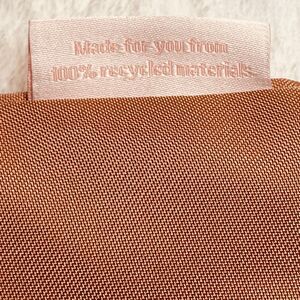 Made for you from
100% recycled materials.